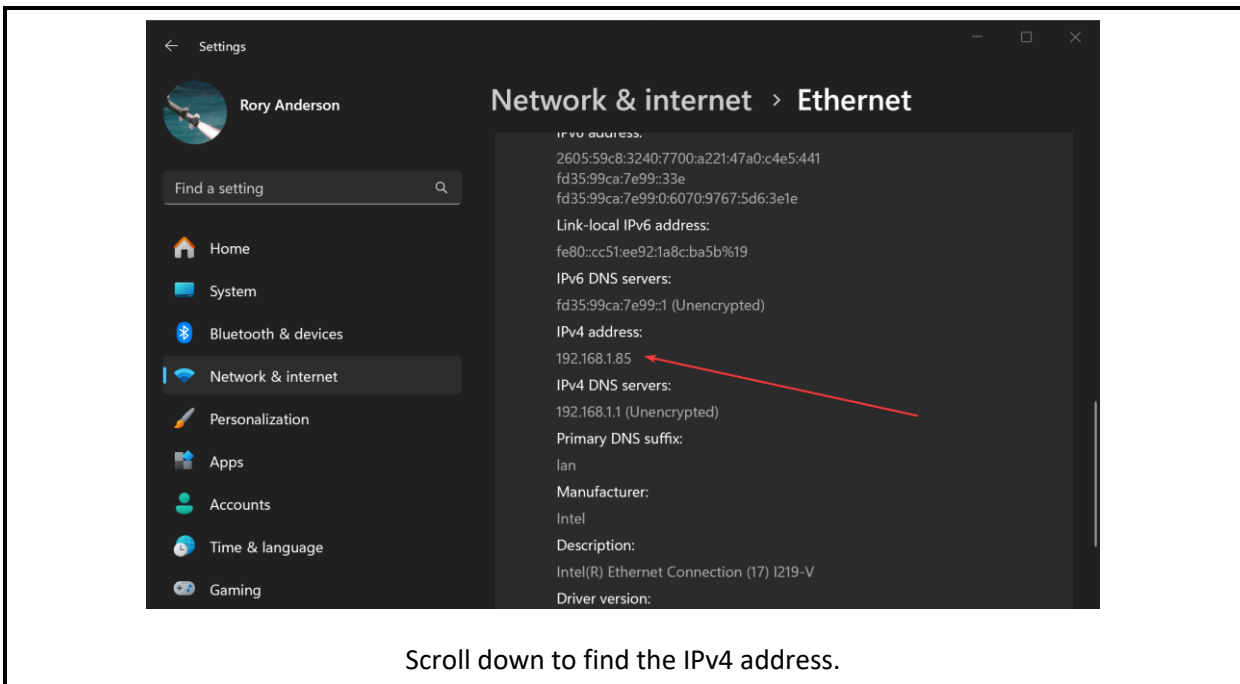 Settings
Rory Anderson
Find a setting
Home
System
Bluetooth & devices
Network & internet
Personalization
Apps
Accounts
Time & language
Gaming
Network & internet > Ethernet
IPv6 address:
2605:59c8:3240:7700:a221:47a0:c4e5:441
fd35:99ca:7e99::33e
fd35:99ca:7e99:0:6070:9767:5d6:3e1e
Link-local IPv6 address:
fe80::cc51:ee92:1a8c:ba5b%19
IPv6 DNS servers:
fd35:99ca:7e99::1 (Unencrypted)
IPv4 address:
192.168.1.85
IPv4 DNS servers:
192.168.1.1 (Unencrypted)
Primary DNS suffix:
lan
Manufacturer:
Intel
Description:
Intel(R) Ethernet Connection (17) I219-V
Driver version:
Scroll down to find the IPv4 address.